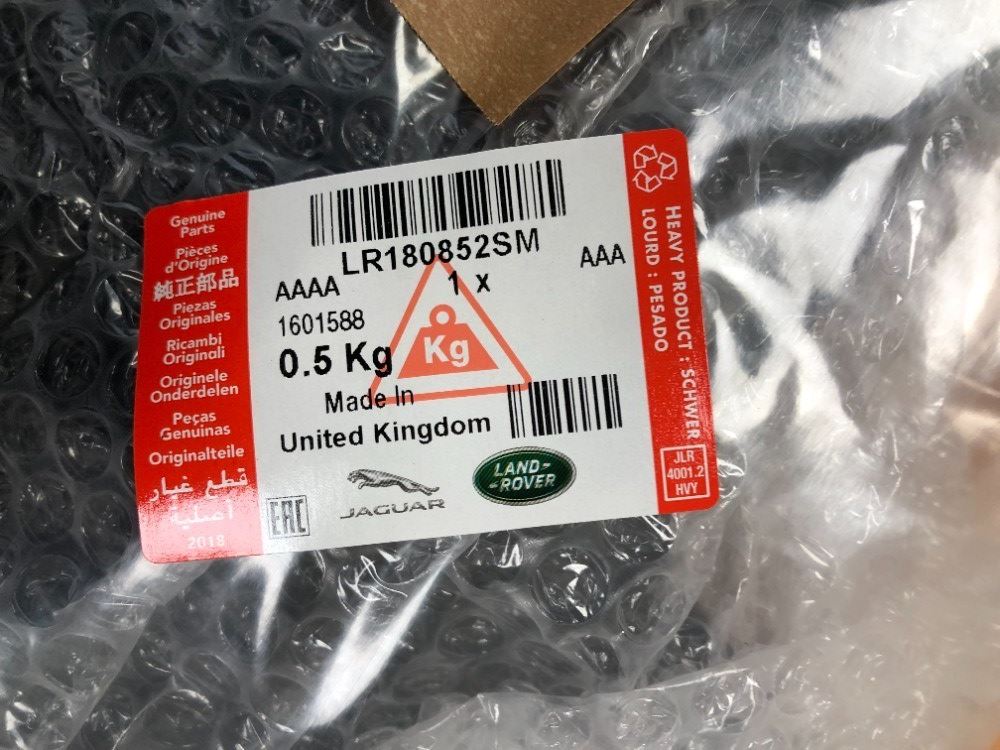 Genuine
Parts
Pièces
d'Origine
純正部品
Piezas
Originales
Ricambi
Originali
Originele
Onderdelen
Peças
Genuinas
Originalteile
قطع غيار
أصلية
2018
LR180852SM
AAAA
1 x
AAA
1601588
0.5 Kg
Kg
Made In
United Kingdom
EAC
JAGUAR
LAND-
-ROVER
HEAVY PRODUCT : SCHWER
LOURD : PESADO
JLR
4001.2
HVY